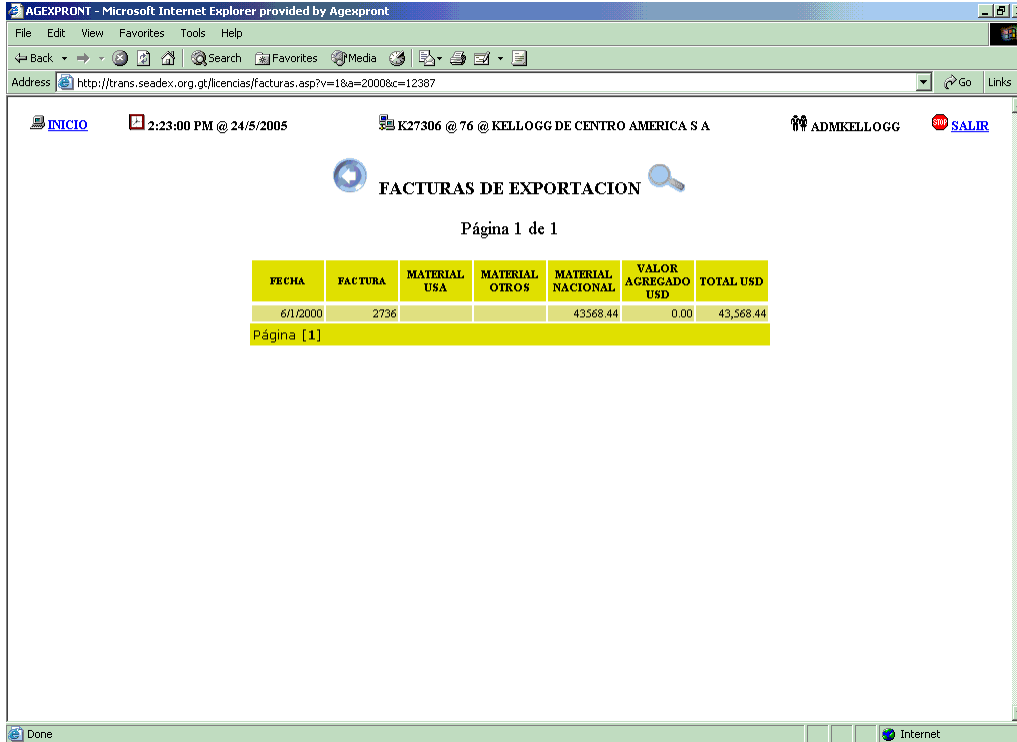 AGEXPRONT - Microsoft Internet Explorer provided by Agexpront
File Edit View Favorites Tools Help
Back Search Favorites Media
Address http://trans.seadex.org.gt/licencias/facturas.asp?v=1&a=2000&c=12387 Go Links
INICIO 2:23:00 PM @ 24/5/2005 K27306 @ 76 @ KELLOGG DE CENTRO AMERICA S A ADMKELLOGG STOP SALIR
FACTURAS DE EXPORTACION
Página 1 de 1
FECHA FACTURA MATERIAL USA MATERIAL OTROS MATERIAL NACIONAL VALOR AGREGADO USD TOTAL USD
6/1/2000 2736 43568.44 0.00 43,568.44
Página [1]
Done Internet